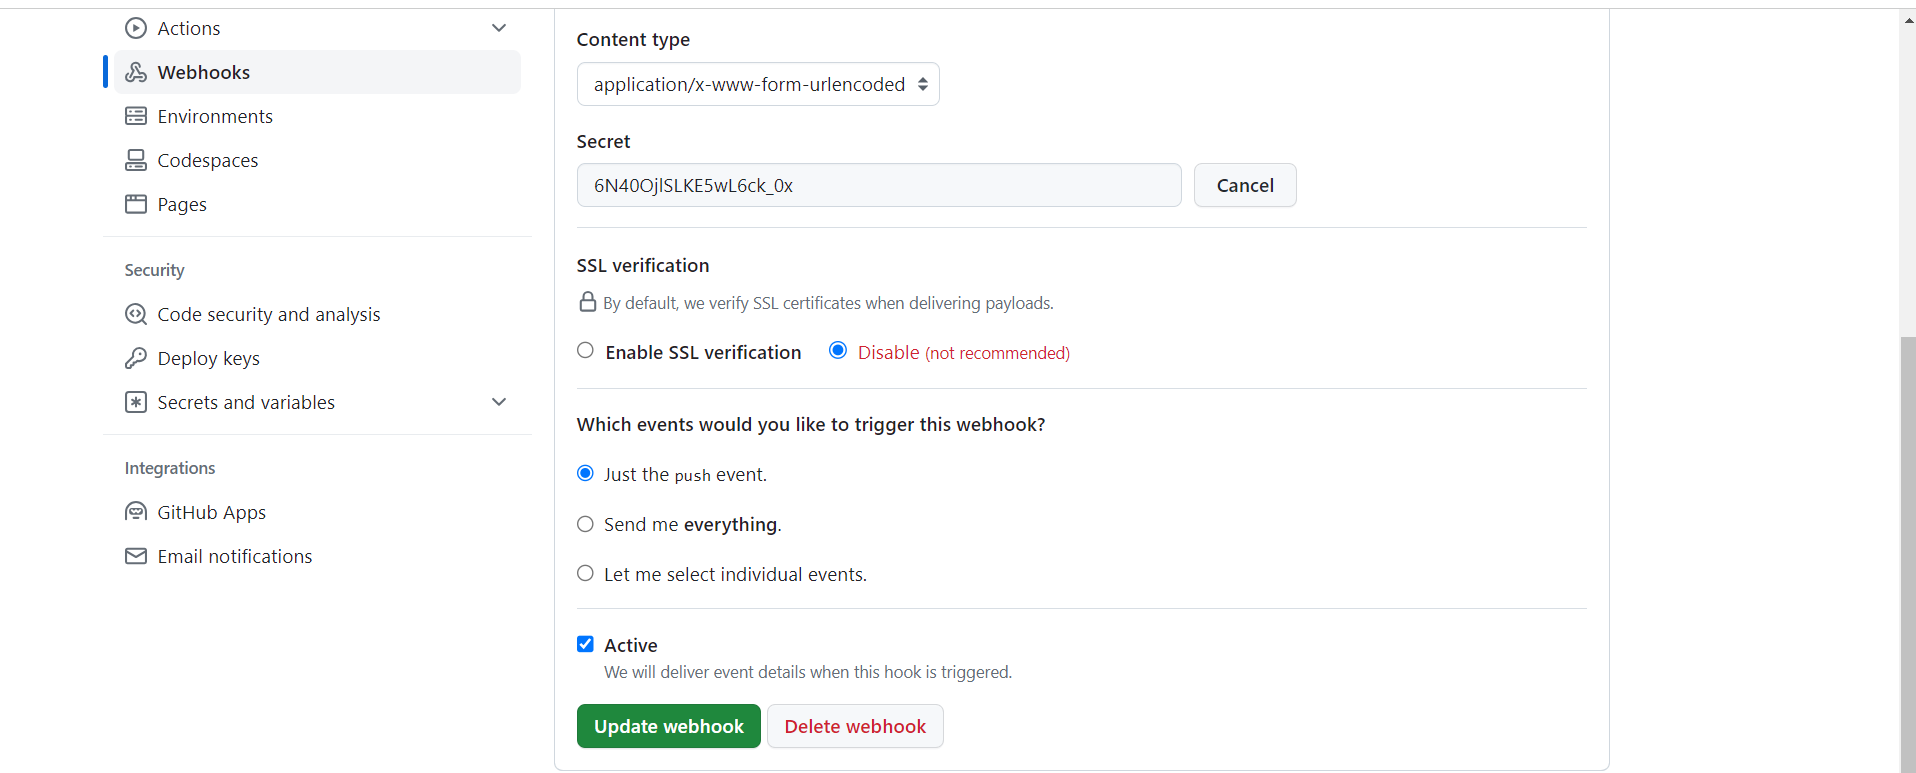 Actions
Webhooks
Environments
Codespaces
Pages
Security
Code security and analysis
Deploy keys
Secrets and variables
Integrations
GitHub Apps
Email notifications
Content type
application/x-www-form-urlencoded
Secret
6N40OjlSLKE5wL6ck_0x
Cancel
SSL verification
By default, we verify SSL certificates when delivering payloads.
Enable SSL verification
Disable (not recommended)
Which events would you like to trigger this webhook?
Just the push event.
Send me everything.
Let me select individual events.
Active
We will deliver event details when this hook is triggered.
Update webhook
Delete webhook